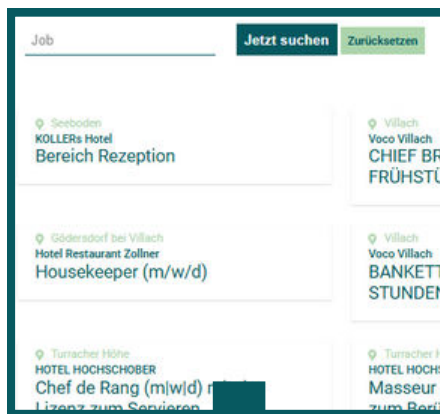 Job
Jetzt suchen
Zurücksetzen
Seeboden
KOLLERs Hotel
Bereich Rezeption
Villach
Voco Villach
CHIEF BR
FRÜHSTÜ
Gödersdorf bei Villach
Hotel Restaurant Zollner
Housekeeper (m/w/d)
Villach
Voco Villach
BANKETT
STUNDEN
Turracher Höhe
HOTEL HOCHSCHOBER
Chef de Rang (m|w|d)
Lizenz zum Servieren
Turracher H
HOTEL HOCHS
Masseur
zum Berü